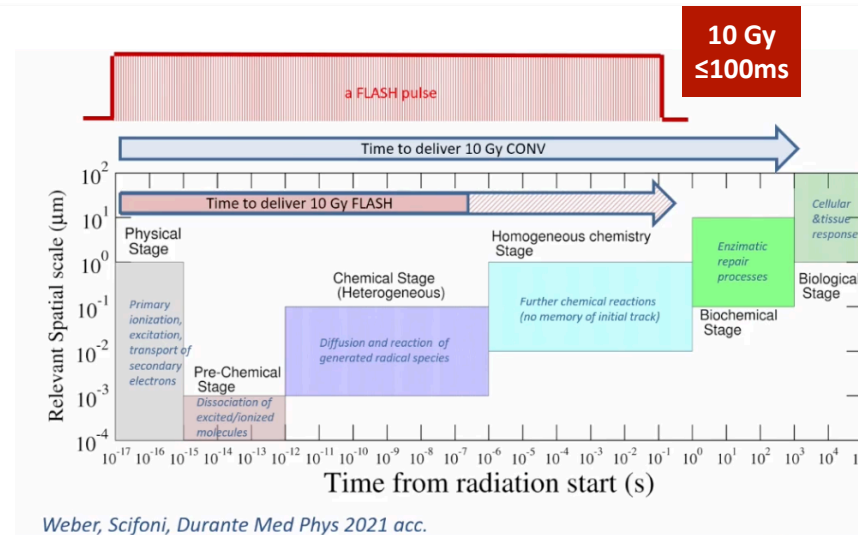 10 Gy
≤100ms
a FLASH pulse
Time to deliver 10 Gy CONV
Time to deliver 10 Gy FLASH
Relevant Spatial scale (μm)
10²
10¹
10⁰
10⁻¹
10⁻²
10⁻³
10⁻⁴
Physical
Stage
Primary
ionization,
excitation,
transport of
secondary
electrons
Pre-Chemical
Stage
Dissociation of
excited/ionized
molecules
Chemical Stage
(Heterogeneous)
Diffusion and reaction of
generated radical species
Homogeneous chemistry
Stage
Further chemical reactions
(no memory of initial track)
Enzimatic
repair
processes
Biochemical
Stage
Cellular
&tissue
response
Biological
Stage
10⁻¹⁷ 10⁻¹⁶ 10⁻¹⁵ 10⁻¹⁴ 10⁻¹³ 10⁻¹² 10⁻¹¹ 10⁻¹⁰ 10⁻⁹ 10⁻⁸ 10⁻⁷ 10⁻⁶ 10⁻⁵ 10⁻⁴ 10⁻³ 10⁻² 10⁻¹ 10⁰ 10¹ 10² 10³ 10⁴
Time from radiation start (s)
Weber, Scifoni, Durante Med Phys 2021 acc.